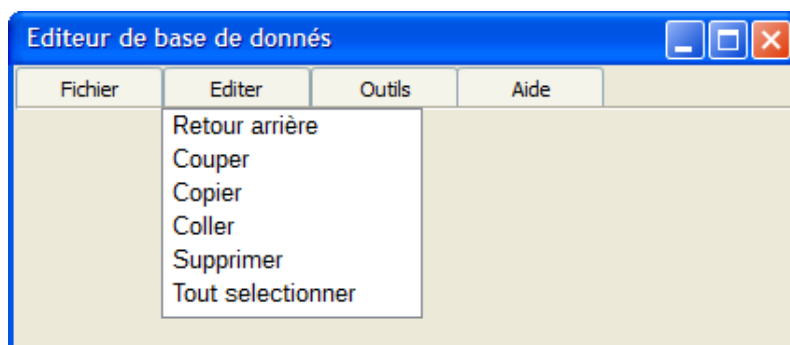 Editeur de base de donnés
Fichier Editer Outils Aide
Retour arrière
Couper
Copier
Coller
Supprimer
Tout selectionner